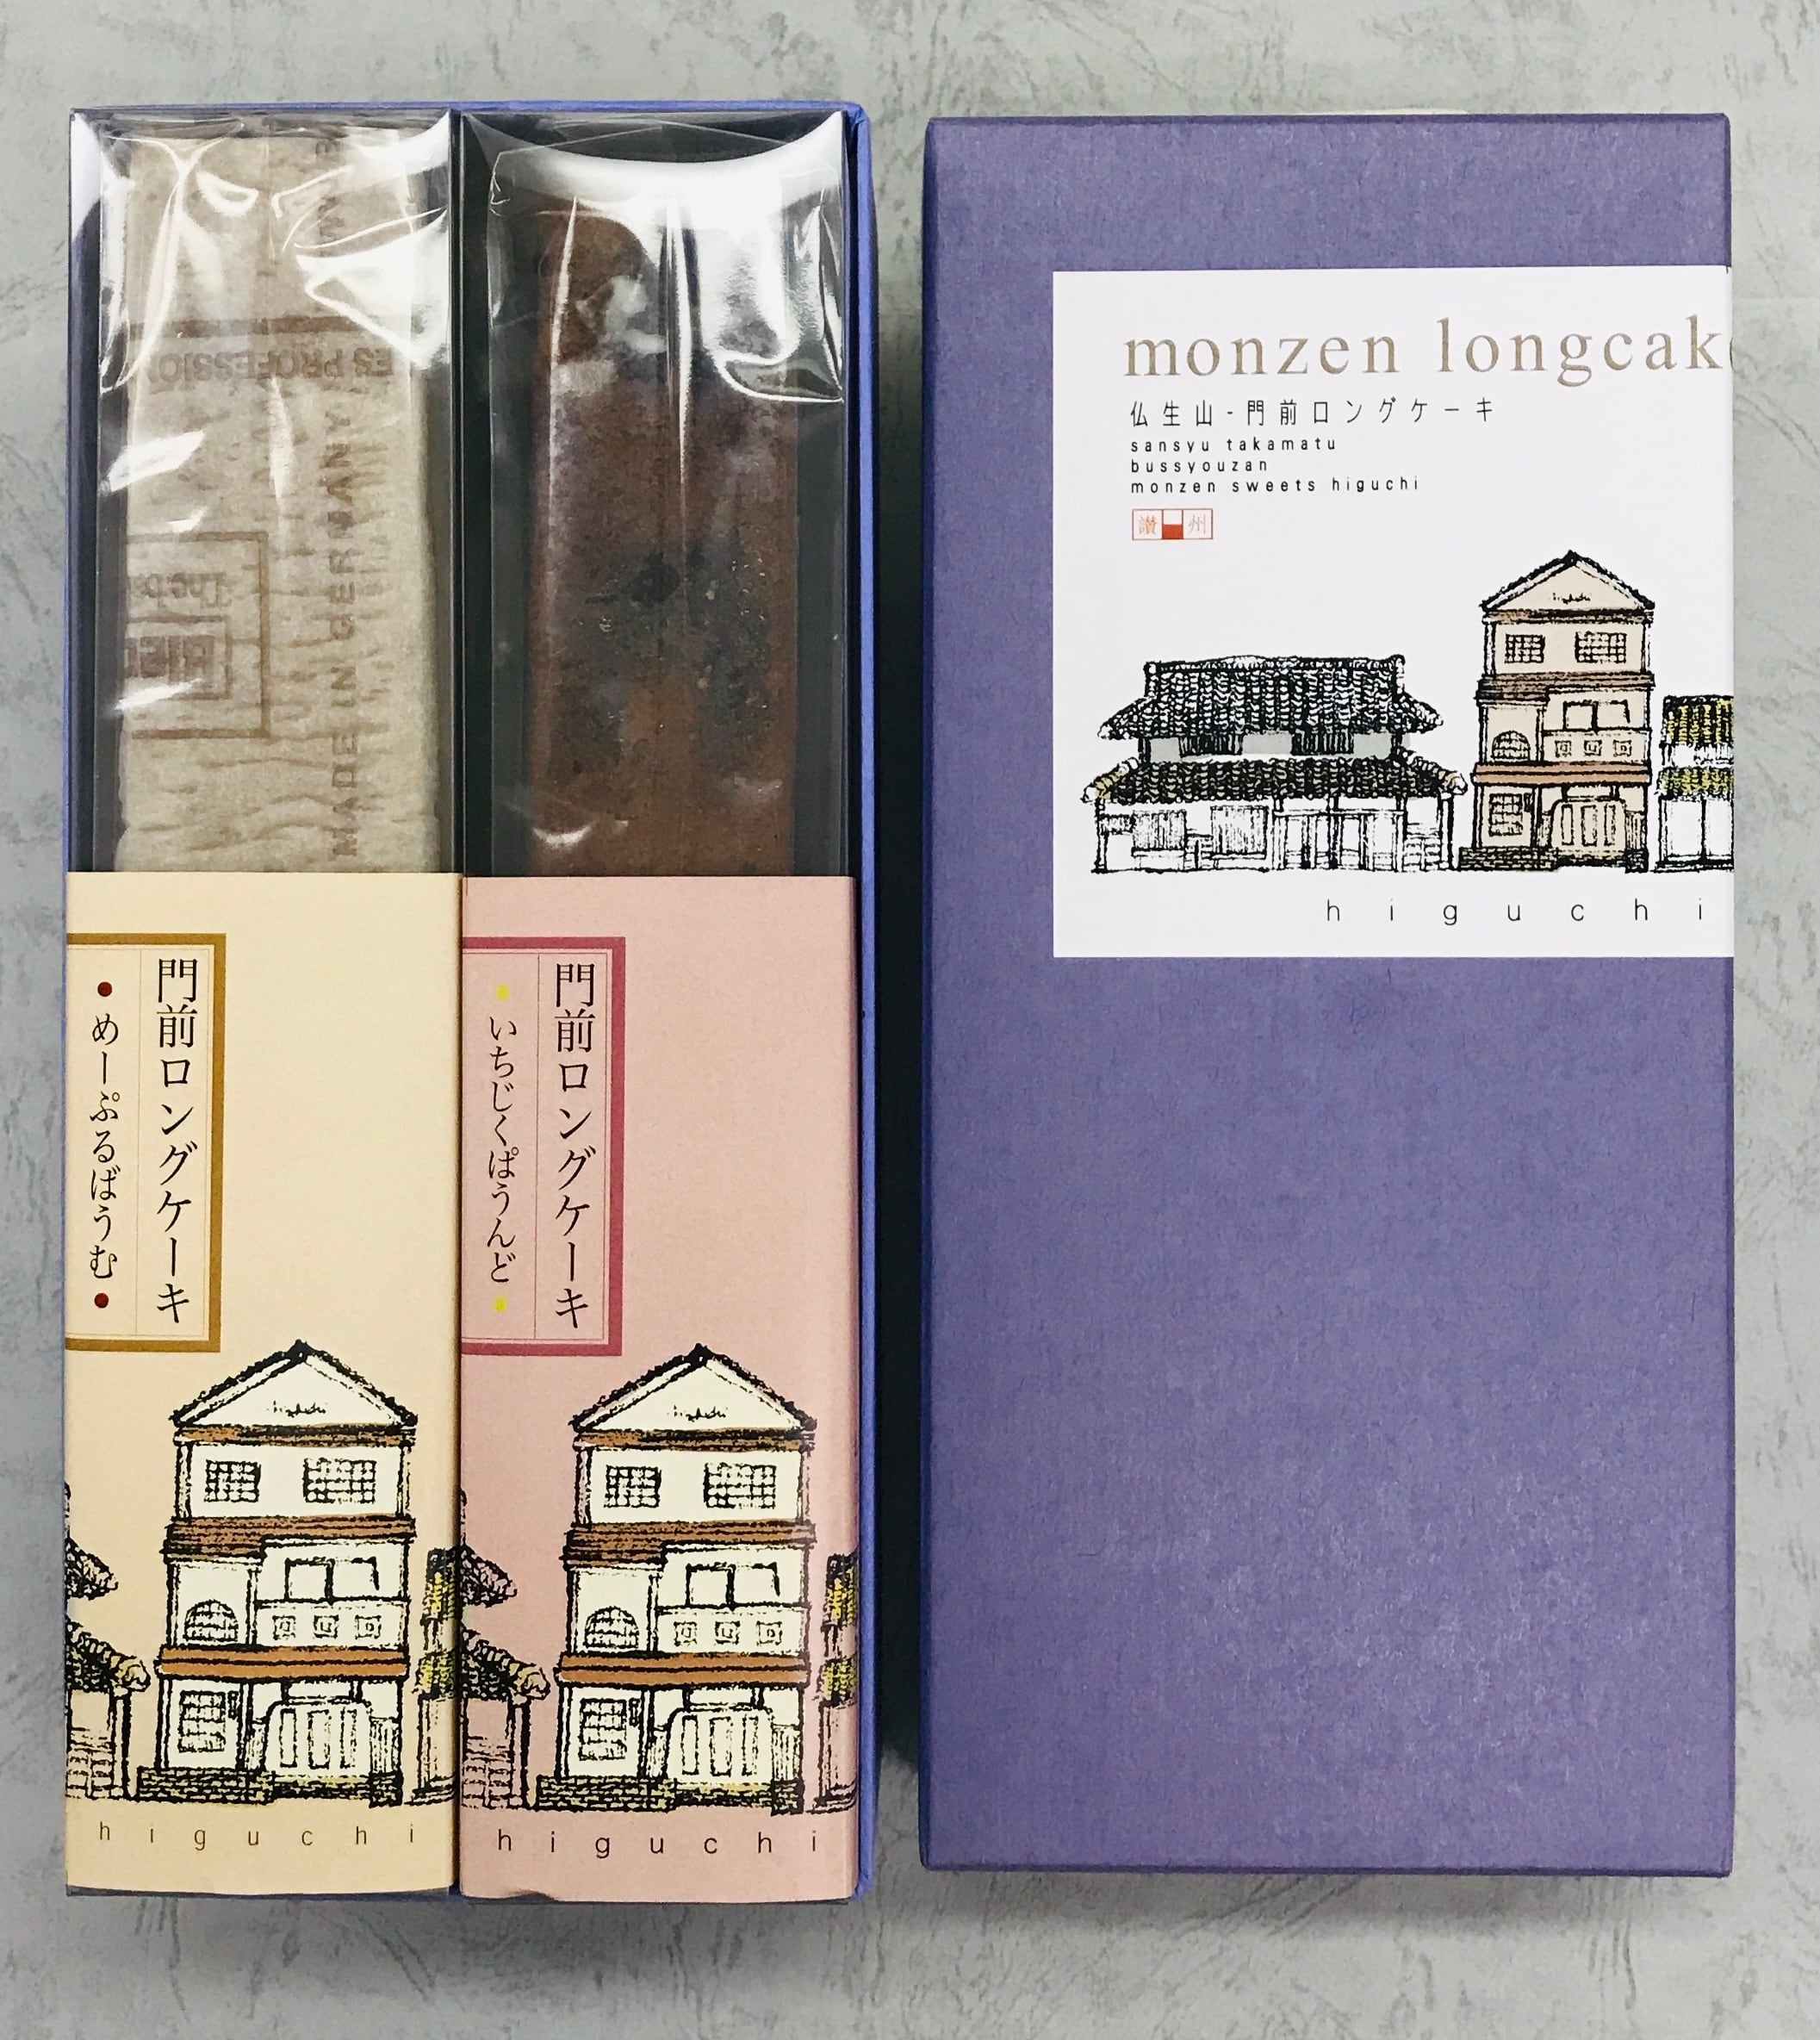 ES PROFESSION
MADE IN GERMANY
門前ロングケーキ
めーぷるばうむ
higuchi
門前ロングケーキ
いちじくぱうんど
higuchi
monzen longcak
仏生山-門前ロングケーキ
sansyu takamatu
bussyouzan
monzen sweets higuchi
讃州
higuchi